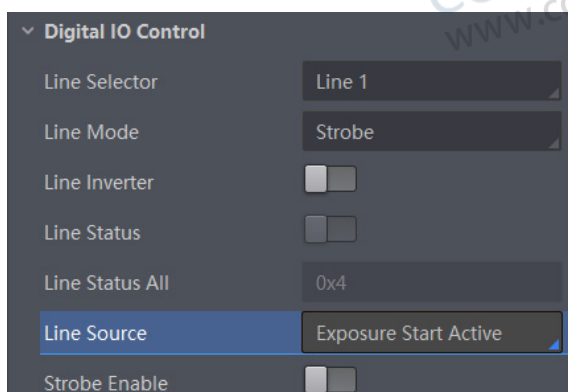 Digital IO Control
Line Selector Line 1
Line Mode Strobe
Line Inverter
Line Status
Line Status All 0x4
Line Source Exposure Start Active
Strobe Enable